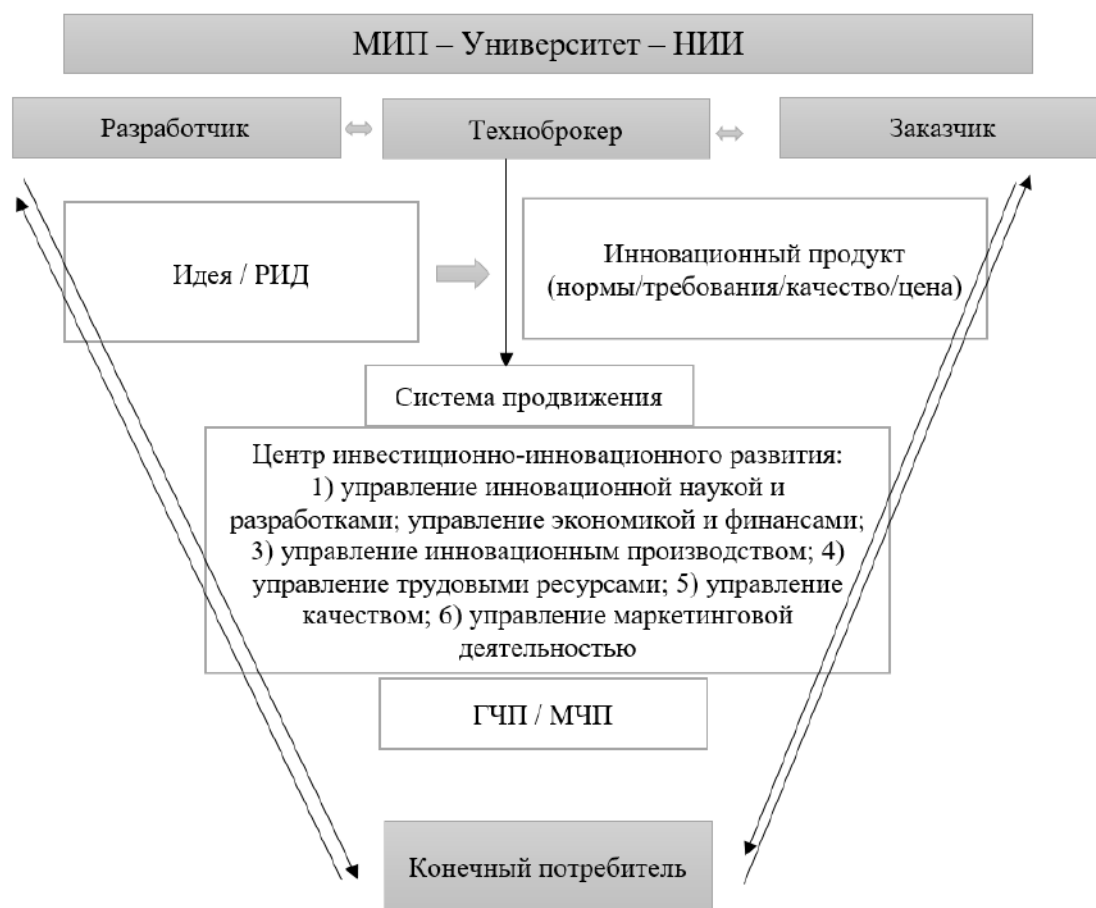 МИП – Университет – НИИ
Разработчик
Техноброкер
Заказчик
Идея / РИД
Инновационный продукт
(нормы/требования/качество/цена)
Система продвижения
Центр инвестиционно-инновационного развития:
1) управление инновационной наукой и
разработками; управление экономикой и финансами;
3) управление инновационным производством; 4)
управление трудовыми ресурсами; 5) управление
качеством; 6) управление маркетинговой
деятельностью
ГЧП / МЧП
Конечный потребитель